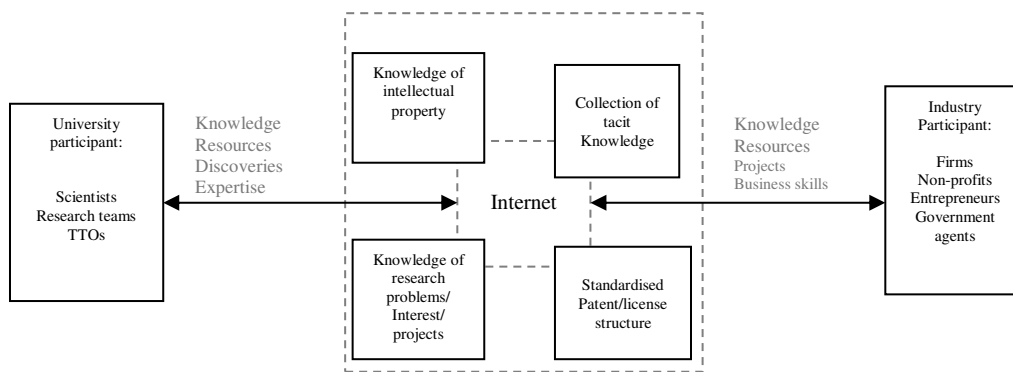 University
participant:
Scientists
Research teams
TTOs
Knowledge
Resources
Discoveries
Expertise
Knowledge of
intellectual
property
Collection of
tacit
Knowledge
Internet
Knowledge of
research
problems/
Interest/
projects
Standardised
Patent/license
structure
Knowledge
Resources
Projects
Business skills
Industry
Participant:
Firms
Non-profits
Entrepreneurs
Government
agents